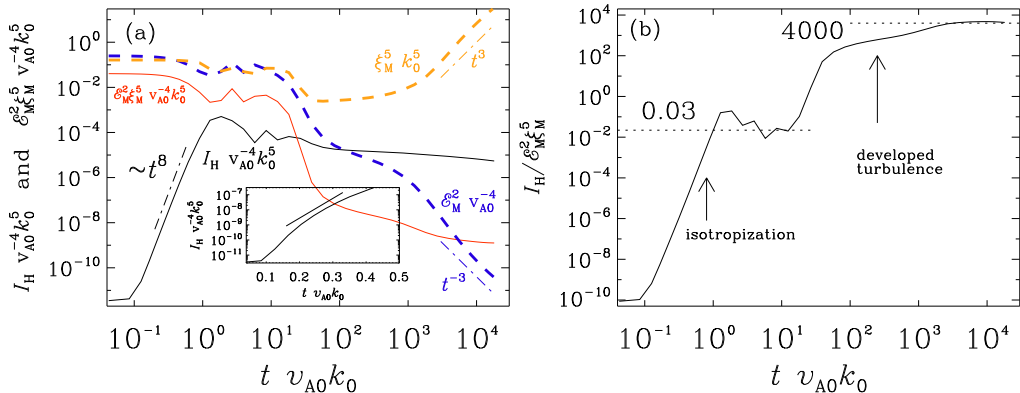 (a)
I_H v_A0^-4 k_0^5 and ℰ_M^2 ξ_M^5 v_A0^-4 k_0^5
10^0
10^-2
10^-4
10^-6
10^-8
10^-10
ξ_M^5 k_0^5
t^3
ℰ_M^2 ξ_M^5 v_A0^-4 k_0^5
~t^8
I_H v_A0^-4 k_0^5
ℰ_M^2 v_A0^-4
t^-3
I_H v_A0^-4 k_0^5
10^-7
10^-8
10^-9
10^-10
10^-11
0.1 0.2 0.3 0.4 0.5
t v_A0 k_0
10^-1 10^0 10^1 10^2 10^3 10^4
t v_A0 k_0
(b)
I_H/ℰ_M^2 ξ_M^5
10^4
10^2
10^0
10^-2
10^-4
10^-6
10^-8
10^-10
4000
0.03
developed
turbulence
isotropization
10^-1 10^0 10^1 10^2 10^3 10^4
t v_A0 k_0